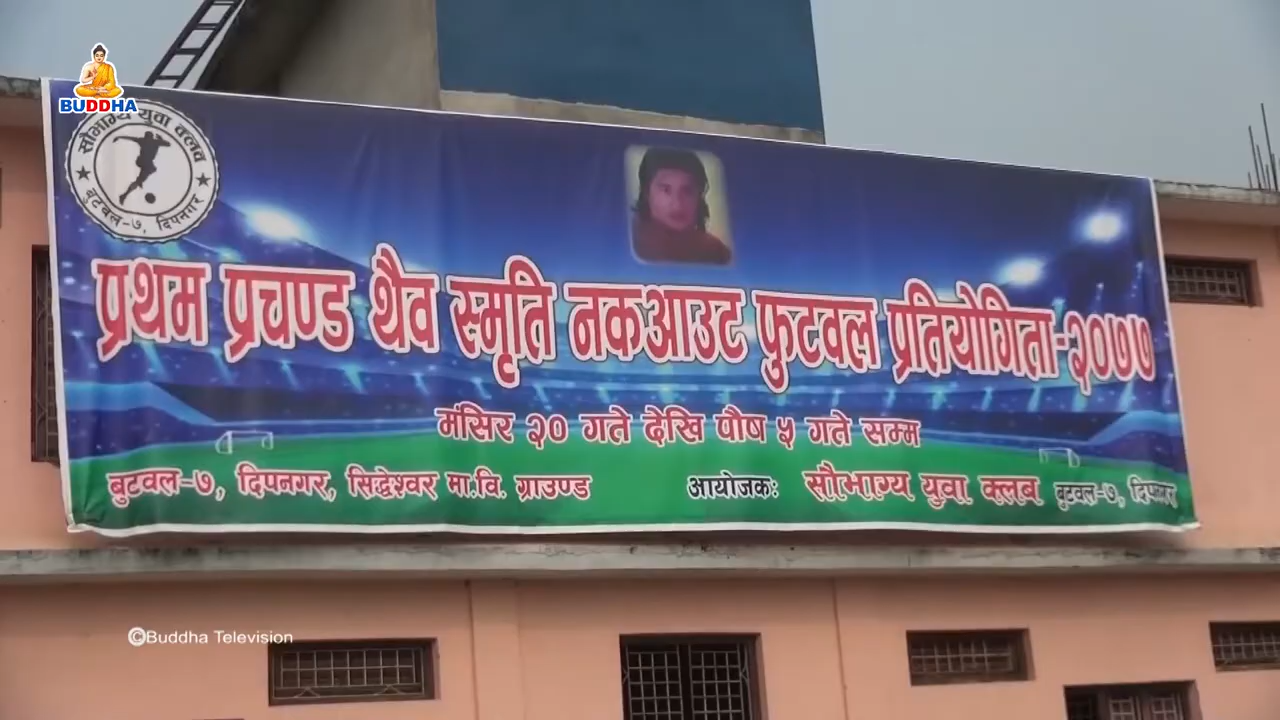 BUDDHA
सौभाग्य युवा क्लव
बुटवल-७, दिपनगर
प्रथम प्रचण्ड थैव स्मृति नकआउट फुटवल प्रतियोगिता-२०७७
मंसिर २० गते देखि पौष ५ गते सम्म
बुटवल-७, दिपनगर, सिद्धेश्वर मा.वि. ग्राउण्ड
आयोजकः सौभाग्य युवा क्लब बुटवल-७, दिपनगर
©Buddha Television